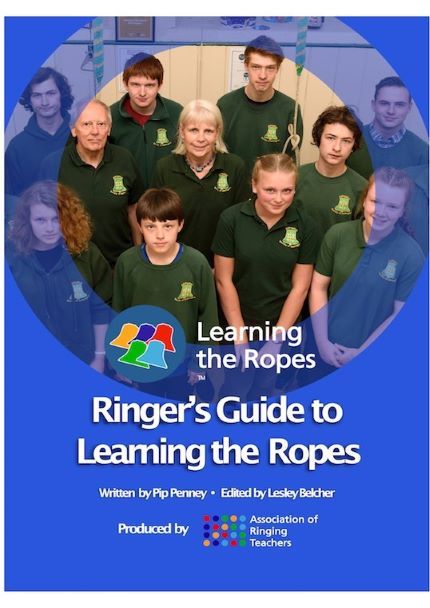 Learning
the Ropes
™
Ringer's Guide to
Learning the Ropes
Written by Pip Penney • Edited by Lesley Belcher
Produced by
Association of
Ringing
Teachers